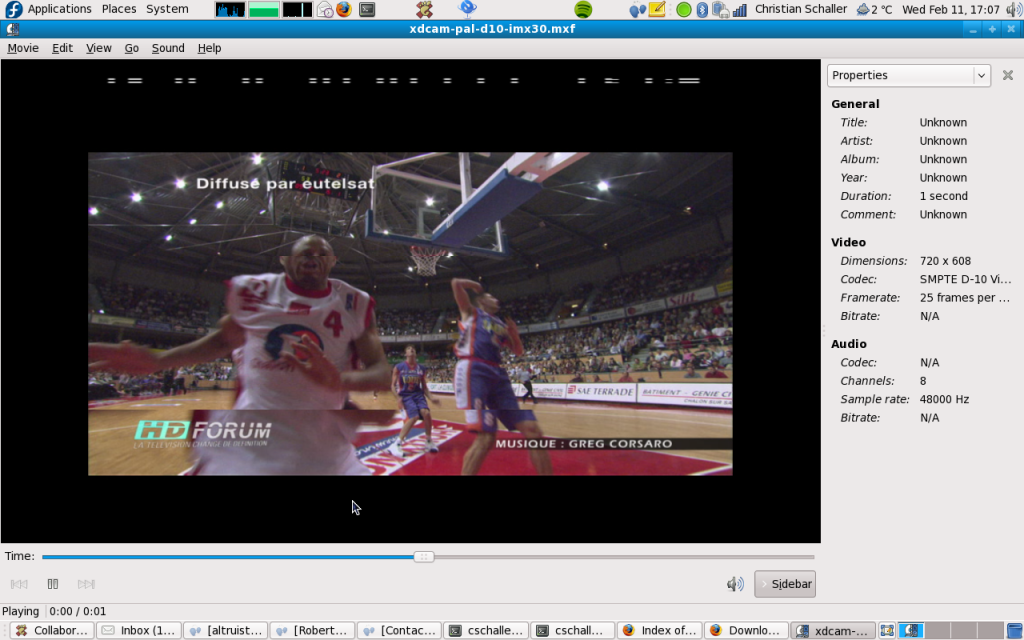 Applications Places System
Christian Schaller 2 °C Wed Feb 11, 17:07
xdcam-pal-d10-imx30.mxf
Movie Edit View Go Sound Help
Properties
General
Title: Unknown
Artist: Unknown
Album: Unknown
Year: Unknown
Duration: 1 second
Comment: Unknown
Video
Dimensions: 720 x 608
Codec: SMPTE D-10 Vi...
Framerate: 25 frames per ...
Bitrate: N/A
Audio
Codec: N/A
Channels: 8
Sample rate: 48000 Hz
Bitrate: N/A
Diffusé par eutelsat
4
SAE TERRADE
BATIMENT - GENIE CI
HD FORUM
LA TELEVISION CHANGE DE DEFINITION
MUSIQUE : GREG CORSARO
Time:
Sidebar
Playing 0:00 / 0:01
Collabor...
Inbox (1...
[altruist...
[Robert...
[Contac...
cschalle...
cschall...
Index of...
Downlo...
xdcam-...